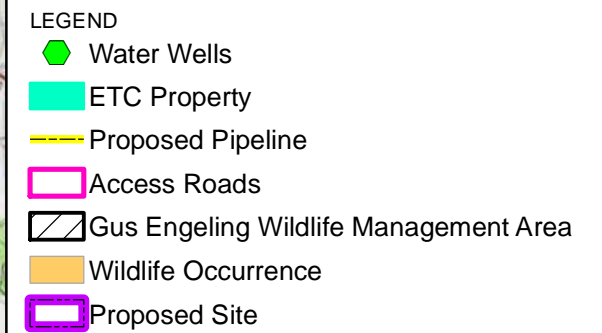 LEGEND
Water Wells
ETC Property
Proposed Pipeline
Access Roads
Gus Engeling Wildlife Management Area
Wildlife Occurrence
Proposed Site